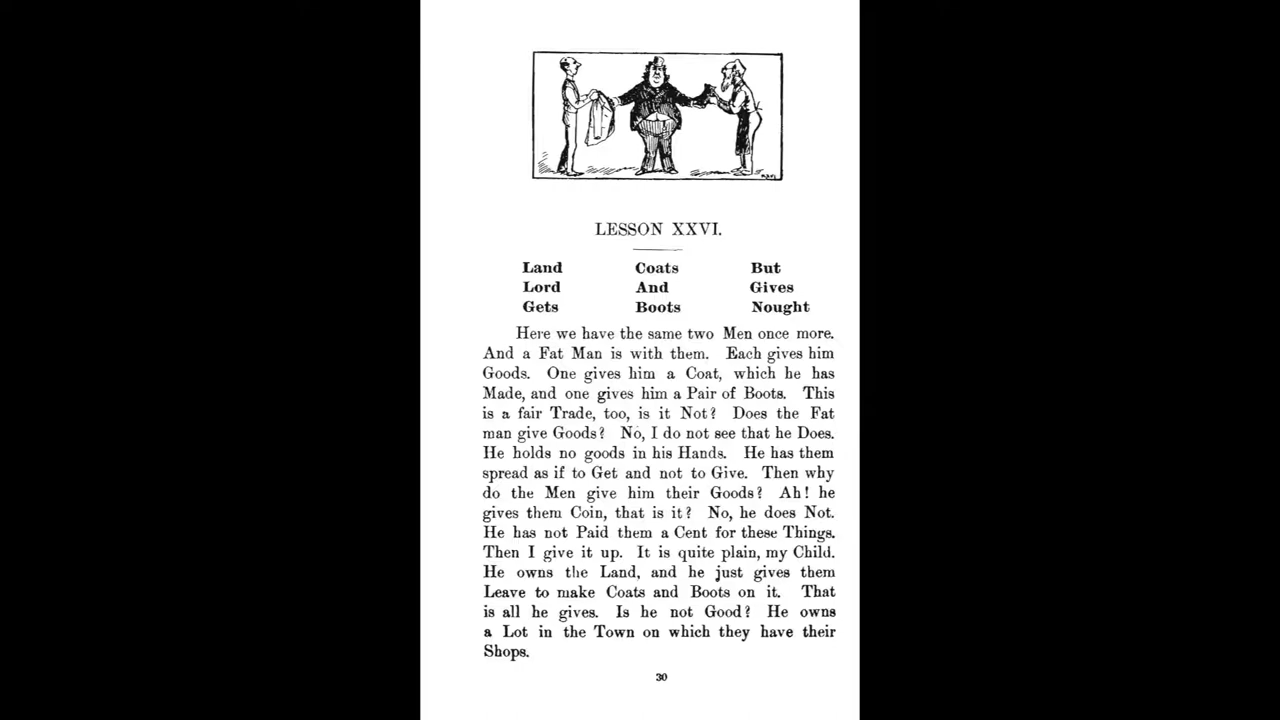 LESSON XXVI.
Land Coats But
Lord And Gives
Gets Boots Nought
Here we have the same two Men once more.
And a Fat Man is with them. Each gives him
Goods. One gives him a Coat, which he has
Made, and one gives him a Pair of Boots. This
is a fair Trade, too, is it Not? Does the Fat
man give Goods? No, I do not see that he Does.
He holds no goods in his Hands. He has them
spread as if to Get and not to Give. Then why
do the Men give him their Goods? Ah! he
gives them Coin, that is it? No, he does Not.
He has not Paid them a Cent for these Things.
Then I give it up. It is quite plain, my Child.
He owns the Land, and he just gives them
Leave to make Coats and Boots on it. That
is all he gives. Is he not Good? He owns
a Lot in the Town on which they have their
Shops.
30